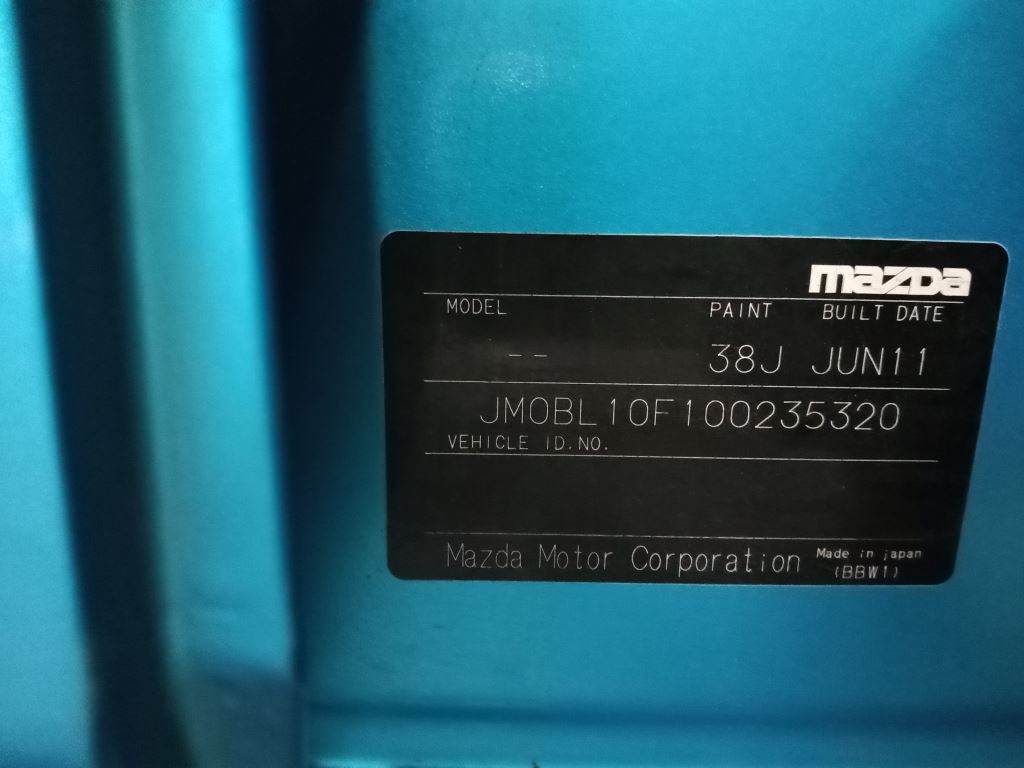 mazda
MODEL PAINT BUILT DATE
-- 38J JUN11
JM0BL10F100235320
VEHICLE ID.NO.
Mazda Motor Corporation Made in japan
(BBW1)